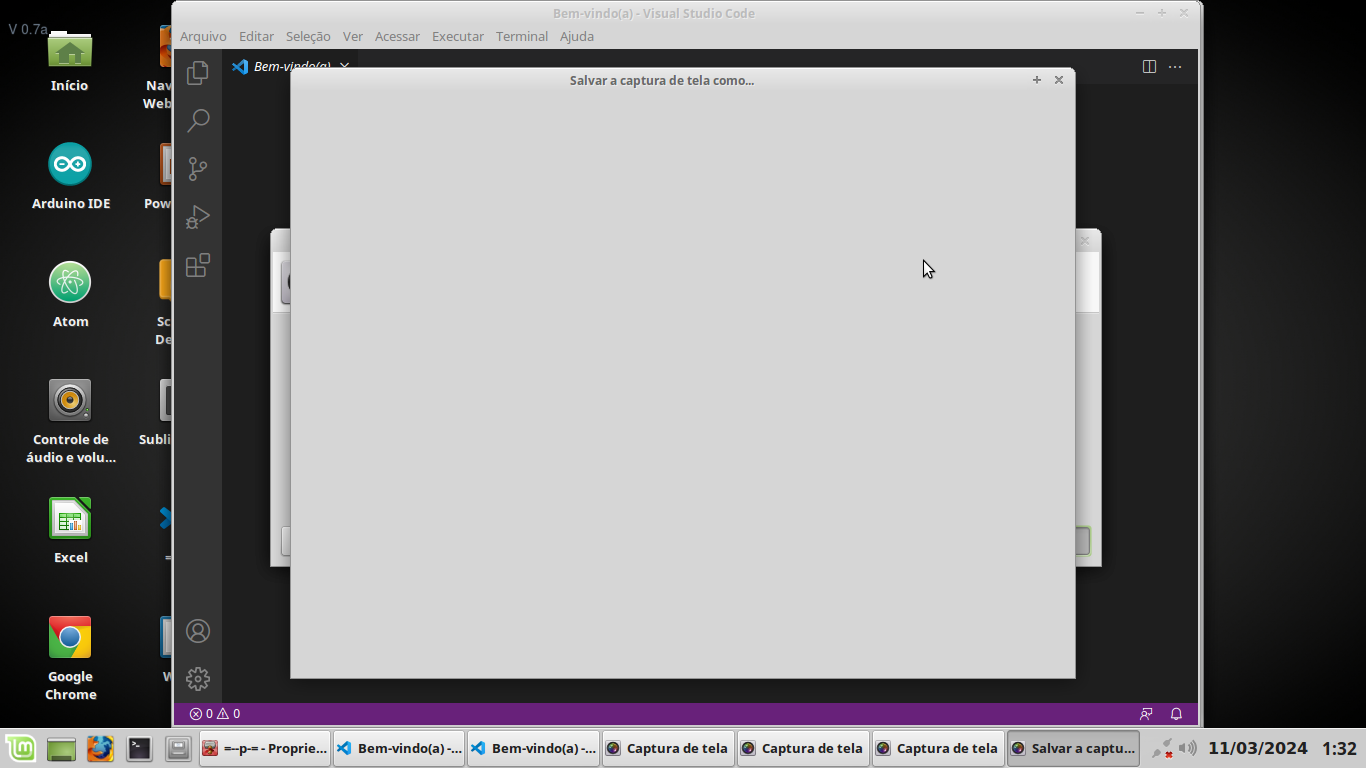 V 0.7a
Bem-vindo(a) - Visual Studio Code
Arquivo Editar Seleção Ver Acessar Executar Terminal Ajuda
Bem-vindo(a)
Salvar a captura de tela como...
Início
Nav
Web
Arduino IDE
Pow
Atom
Sc
De
Controle de
áudio e volu...
Subli
Excel
=
Google
Chrome
W
0 0
=--p-= - Proprie... Bem-vindo(a) -... Bem-vindo(a) -... Captura de tela Captura de tela Captura de tela Salvar a captu... 11/03/2024 1:32